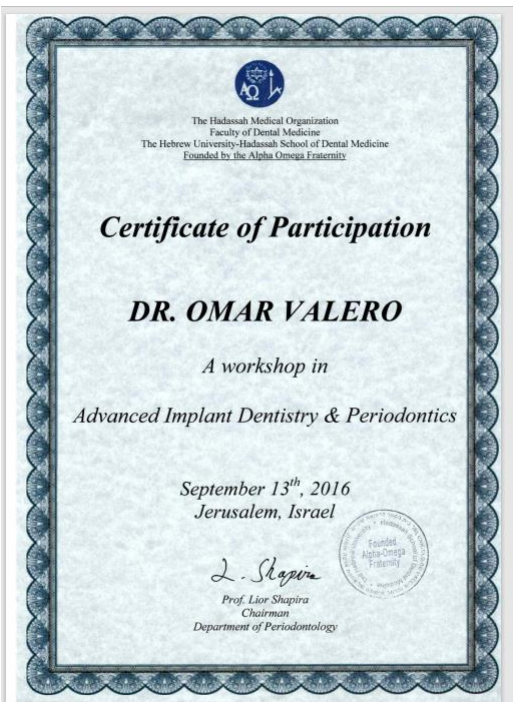 ΑΩ
The Hadassah Medical Organization
Faculty of Dental Medicine
The Hebrew University-Hadassah School of Dental Medicine
Founded by the Alpha Omega Fraternity
Certificate of Participation
DR. OMAR VALERO
A workshop in
Advanced Implant Dentistry & Periodontics
September 13th, 2016
Jerusalem, Israel
L. Shapira
Prof. Lior Shapira
Chairman
Department of Periodontology
Founded
Alpha-Omega
Fraternity